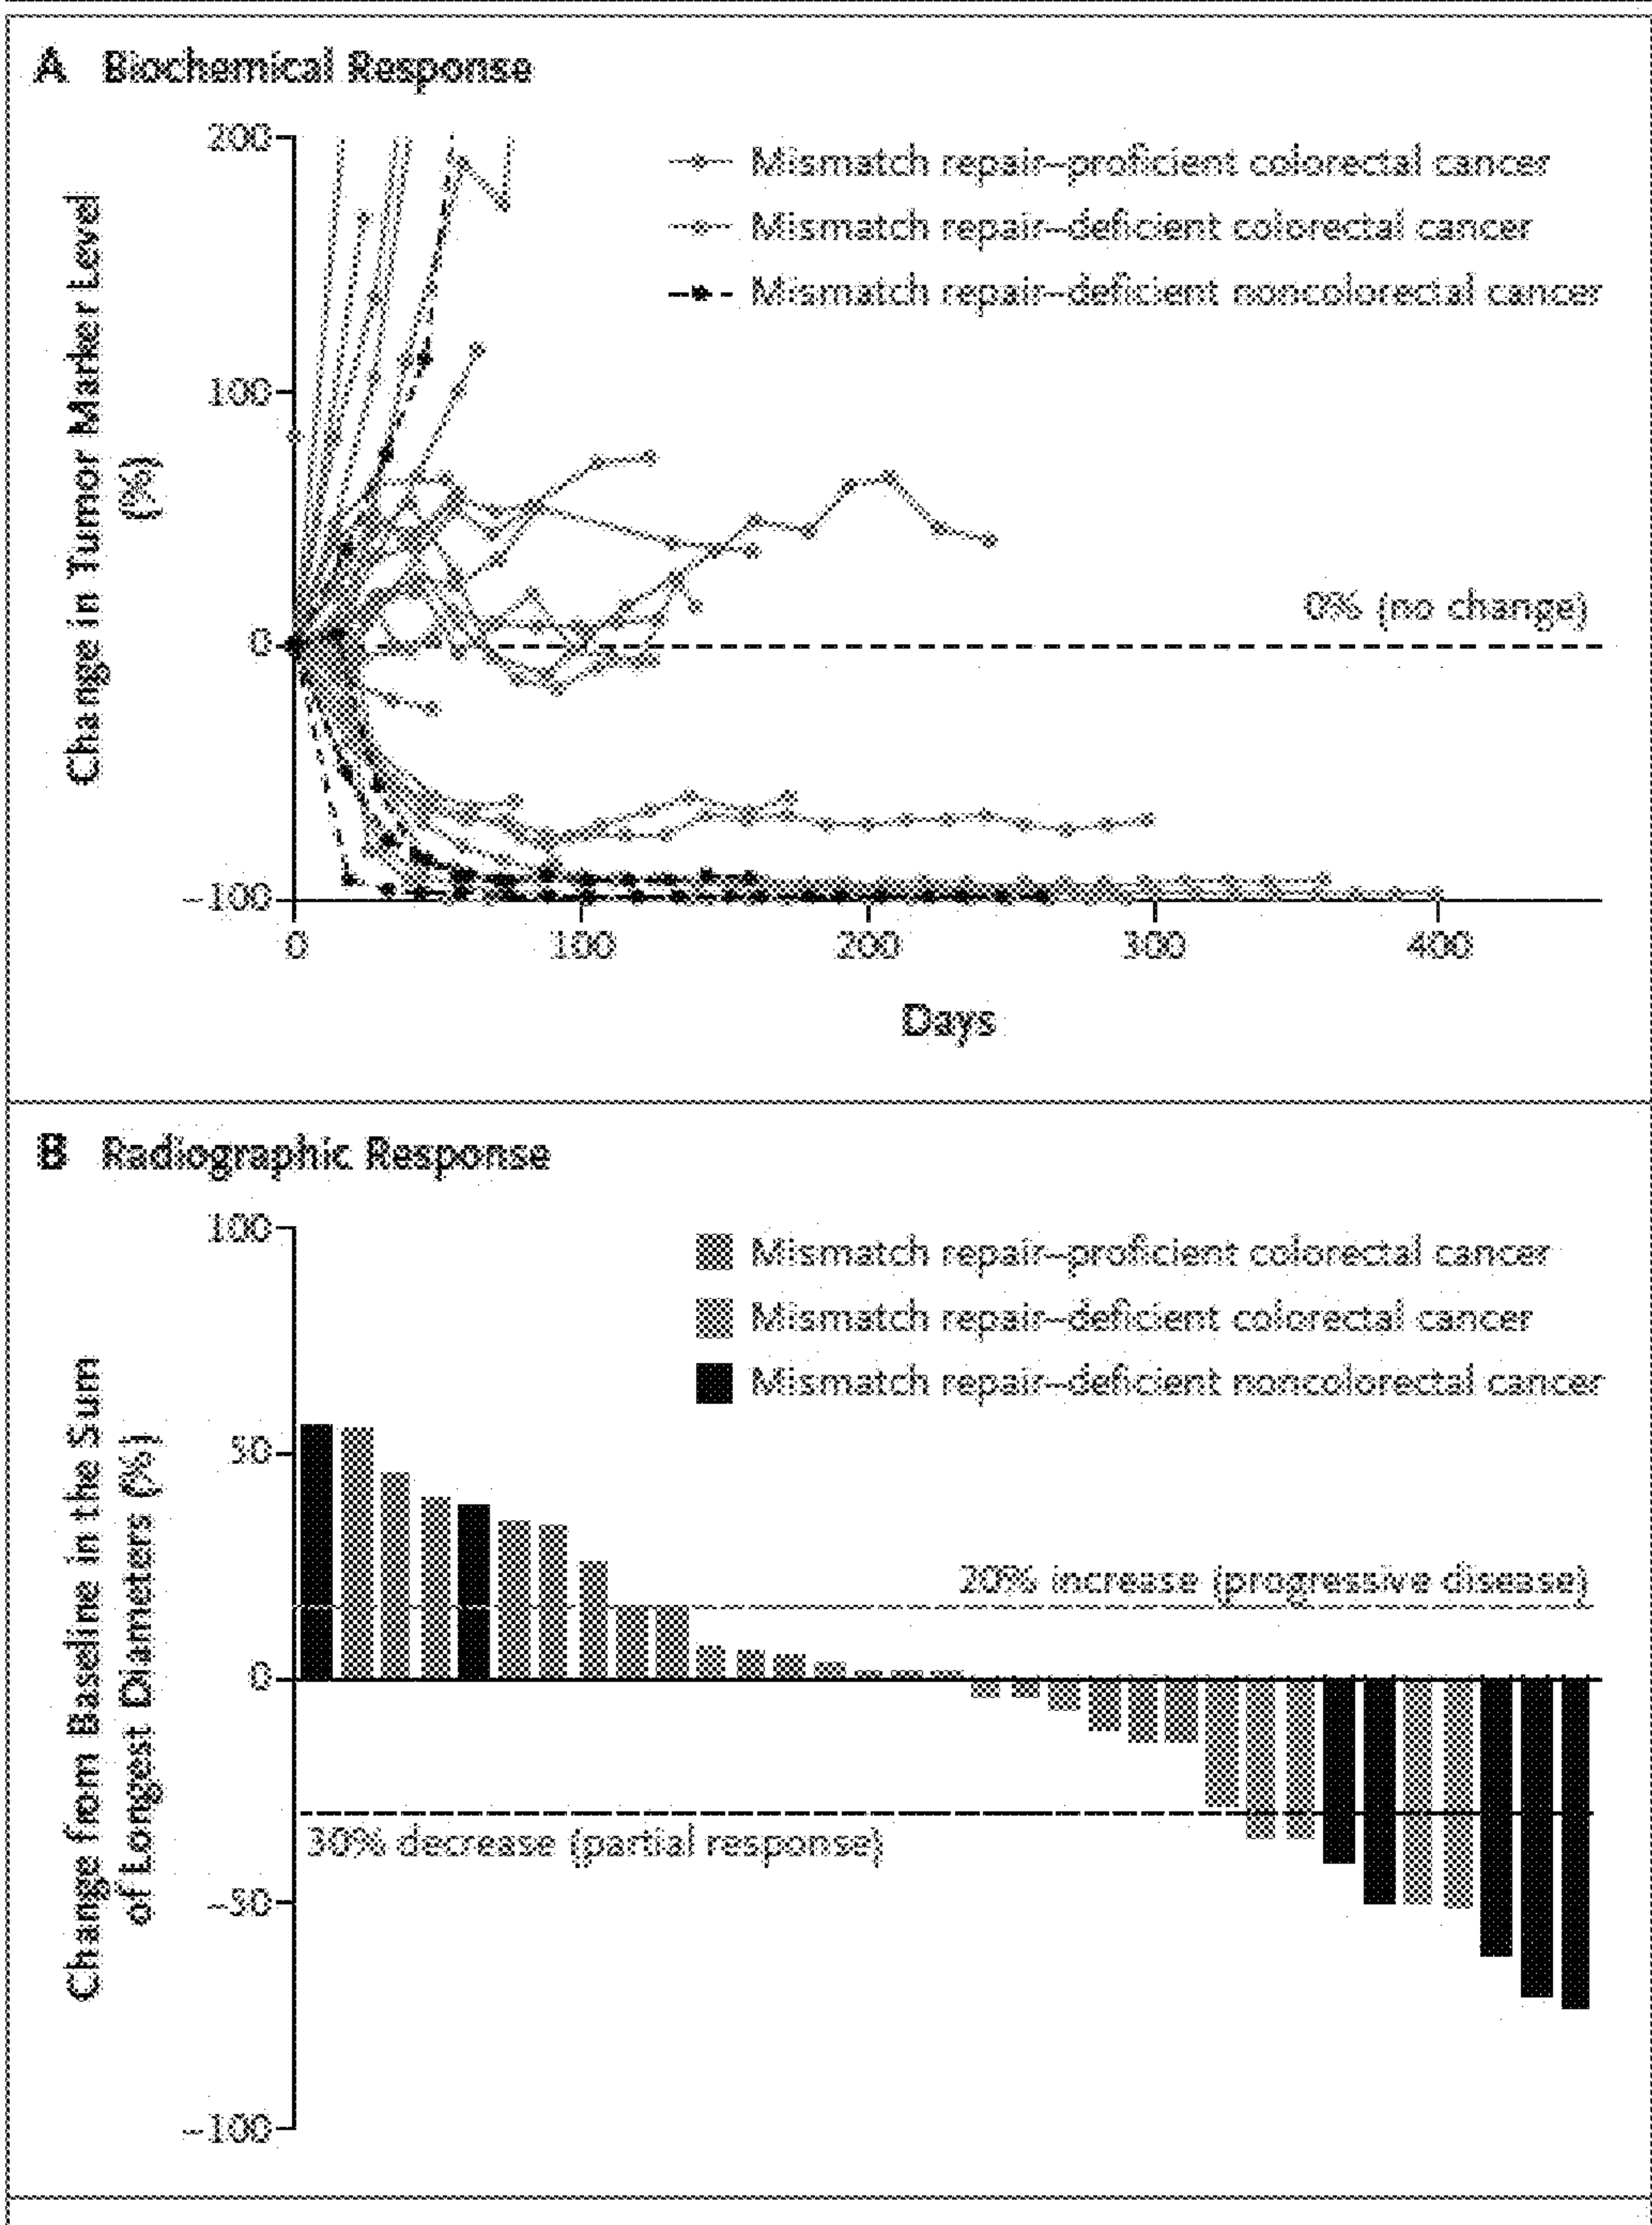 A Biochemical Response
200
100
0
−100
Change in Tumor Marker Level
(%)
Mismatch repair–proficient colorectal cancer
Mismatch repair–deficient colorectal cancer
Mismatch repair–deficient noncolorectal cancer
0% (no change)
0 100 200 300 400
Days
B Radiographic Response
100
50
0
−50
−100
Change from Baseline in the Sum
of Longest Diameters (%)
Mismatch repair–proficient colorectal cancer
Mismatch repair–deficient colorectal cancer
Mismatch repair–deficient noncolorectal cancer
20% increase (progressive disease)
30% decrease (partial response)